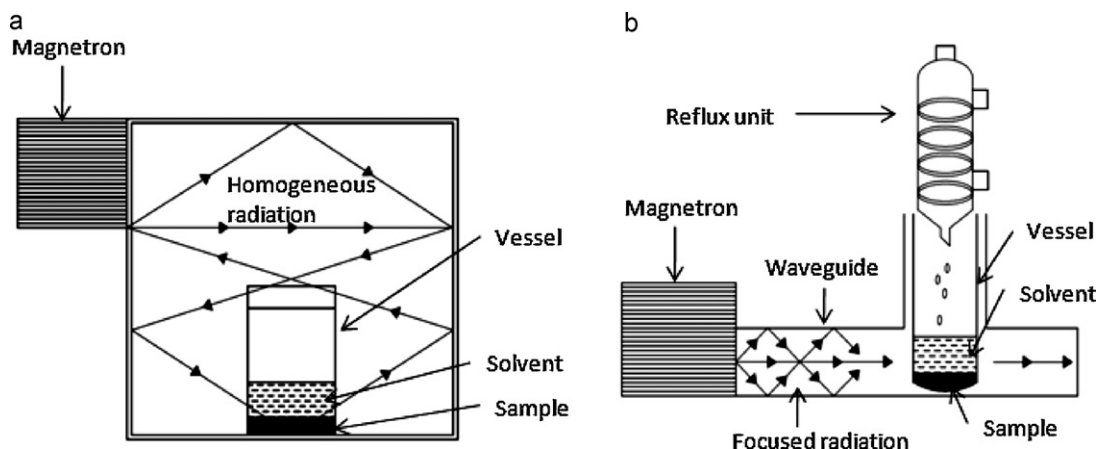 a
Magnetron
Homogeneous
radiation
Vessel
Solvent
Sample
b
Reflux unit
Magnetron
Waveguide
Vessel
Solvent
Focused radiation
Sample